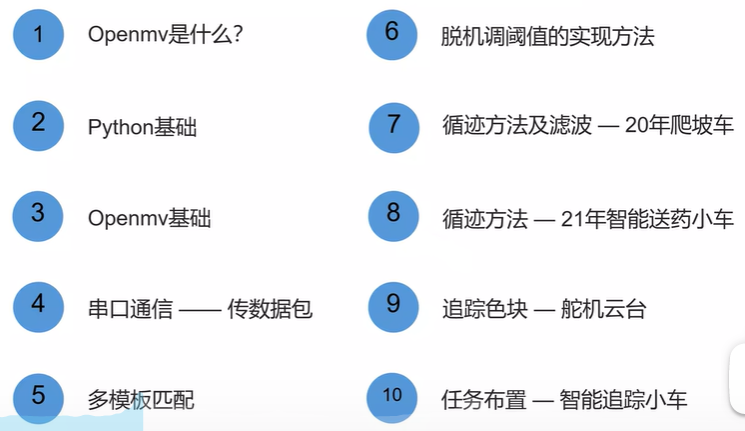 1 Openmv是什么？
2 Python基础
3 Openmv基础
4 串口通信 —— 传数据包
5 多模板匹配
6 脱机调阈值的实现方法
7 循迹方法及滤波 — 20年爬坡车
8 循迹方法 — 21年智能送药小车
9 追踪色块 — 舵机云台
10 任务布置 — 智能追踪小车